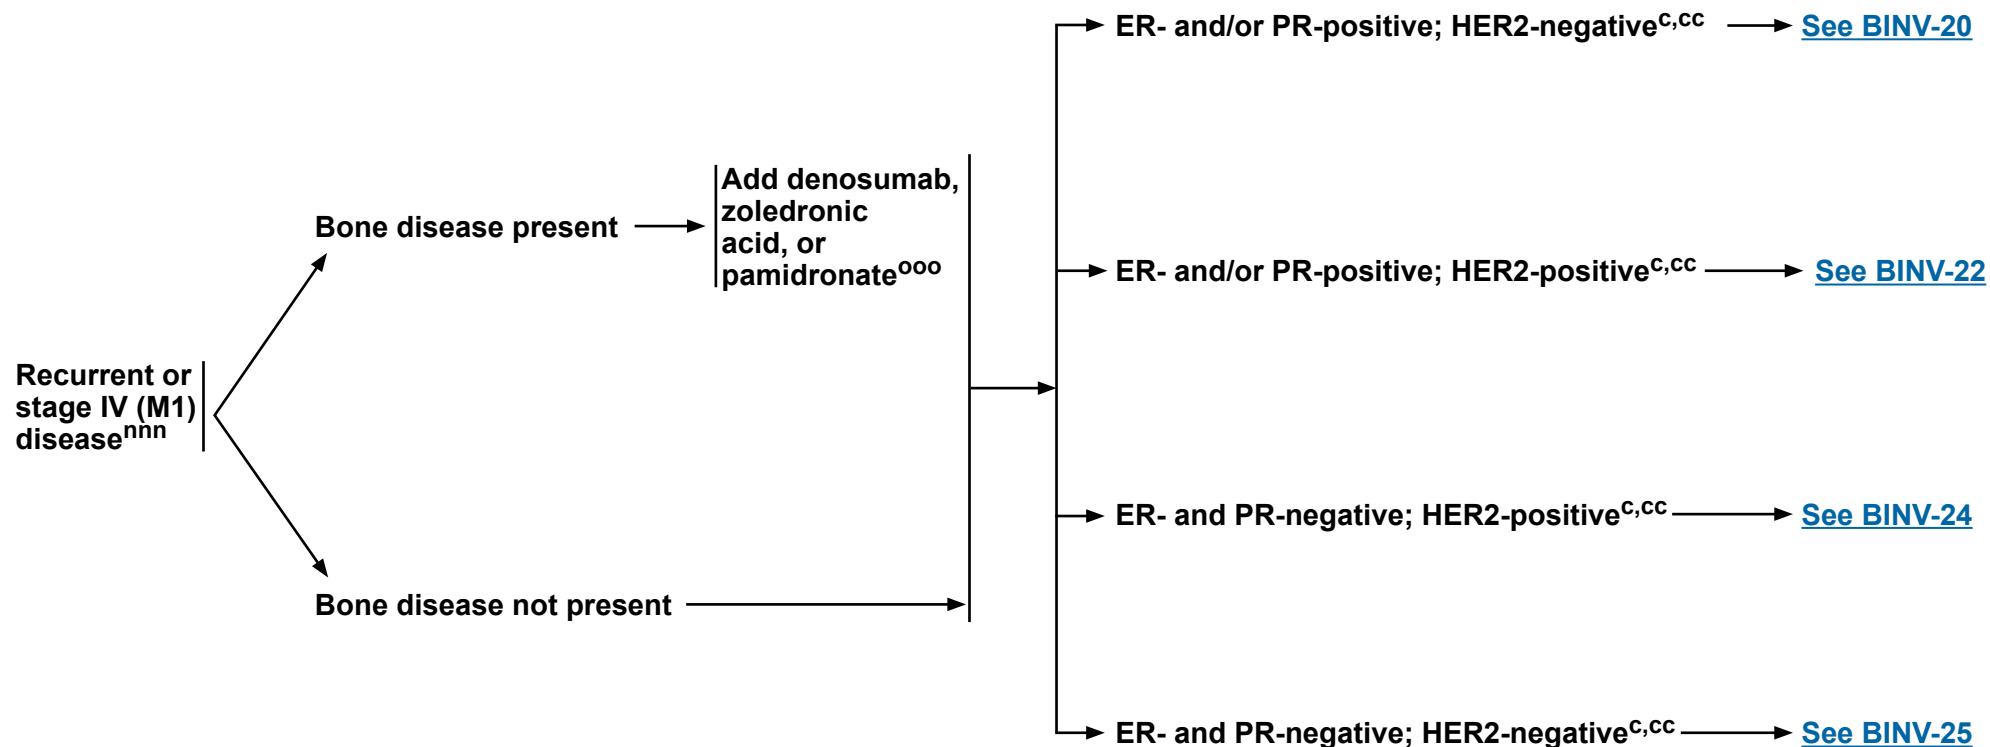 Recurrent or
stage IV (M1)
diseasennn
Bone disease present
Add denosumab,
zoledronic
acid, or
pamidronateooo
Bone disease not present
ER- and/or PR-positive; HER2-negativec,cc
See BINV-20
ER- and/or PR-positive; HER2-positivec,cc
See BINV-22
ER- and PR-negative; HER2-positivec,cc
See BINV-24
ER- and PR-negative; HER2-negativec,cc
See BINV-25